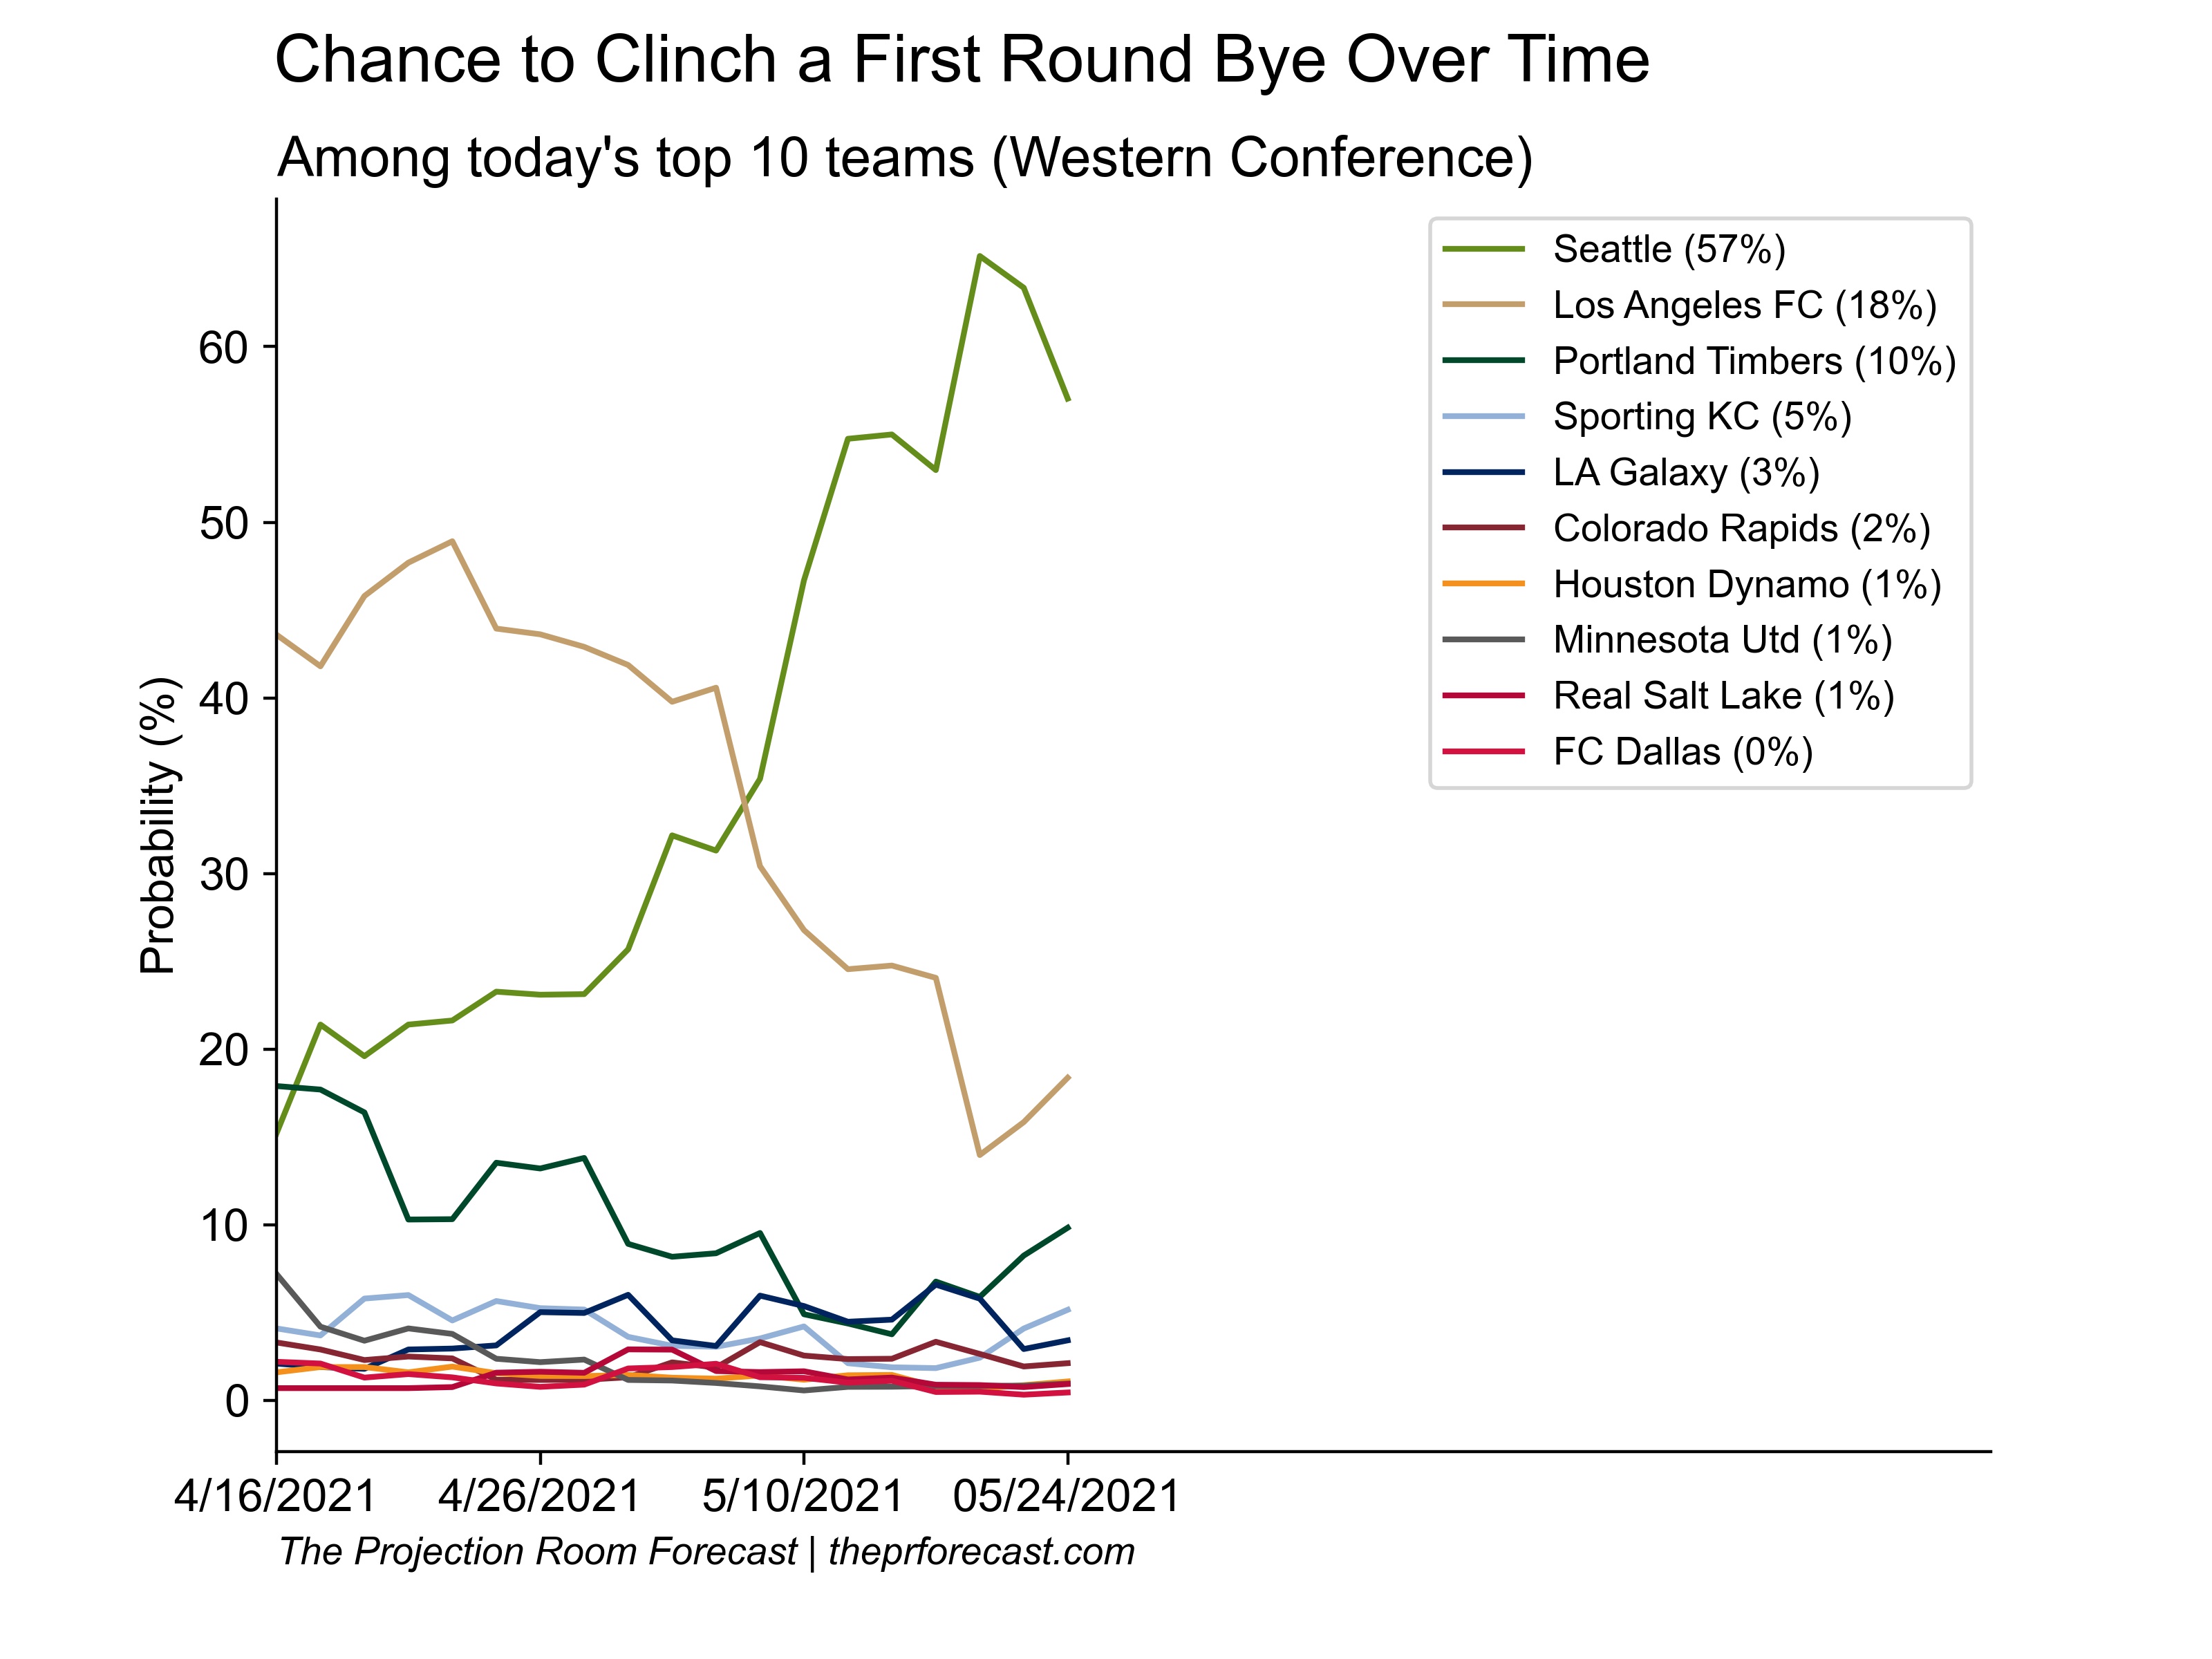 Chance to Clinch a First Round Bye Over Time
Among today's top 10 teams (Western Conference)
Seattle (57%)
Los Angeles FC (18%)
Portland Timbers (10%)
Sporting KC (5%)
LA Galaxy (3%)
Colorado Rapids (2%)
Houston Dynamo (1%)
Minnesota Utd (1%)
Real Salt Lake (1%)
FC Dallas (0%)
Probability (%)
60
50
40
30
20
10
0
4/16/2021 4/26/2021 5/10/2021 05/24/2021
The Projection Room Forecast | theprforecast.com